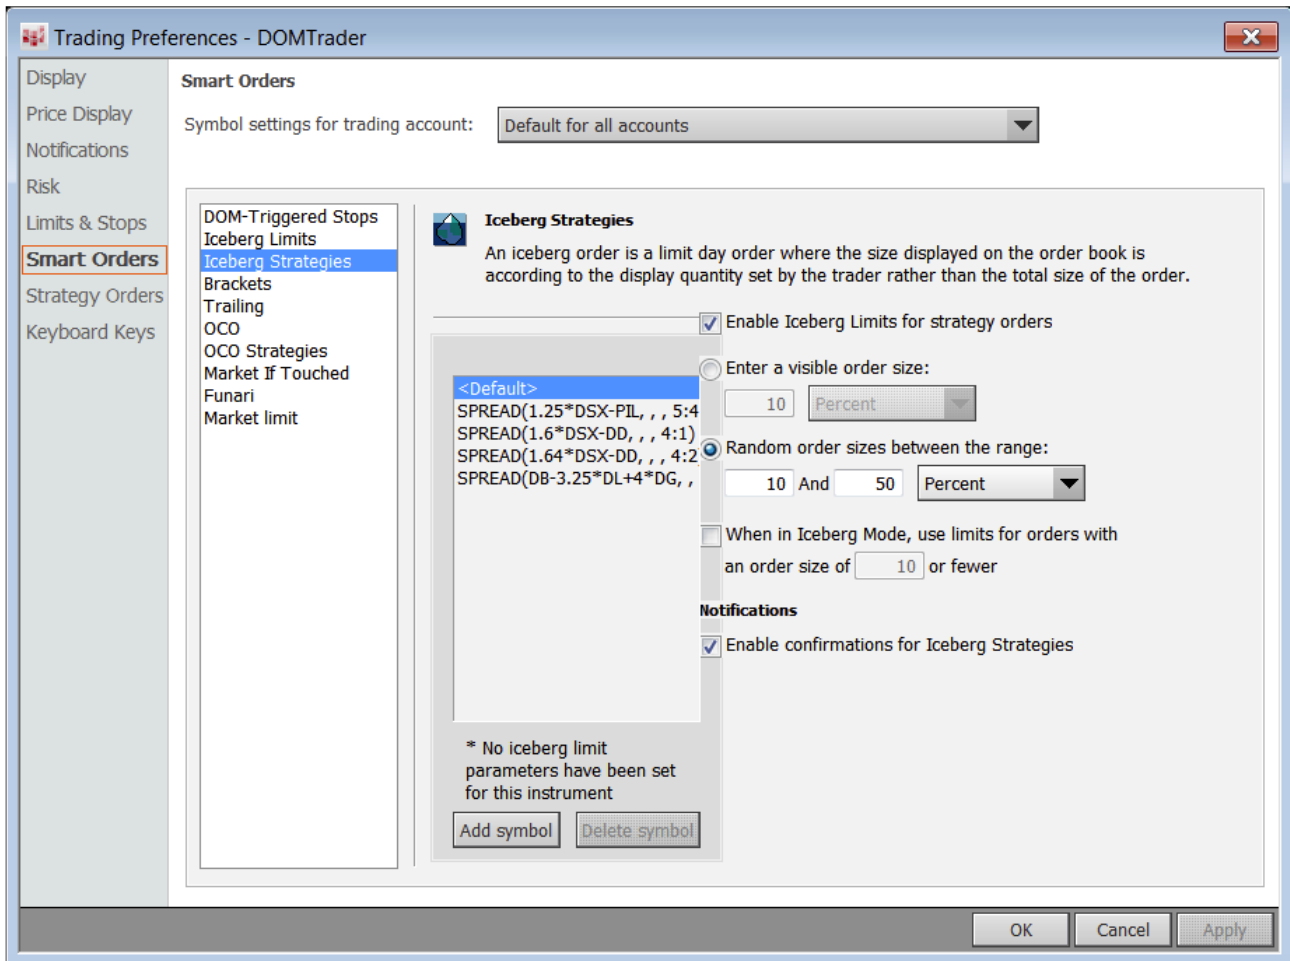 Trading Preferences - DOMTrader
Display
Price Display
Notifications
Risk
Limits & Stops
Smart Orders
Strategy Orders
Keyboard Keys
Smart Orders
Symbol settings for trading account:
Default for all accounts
DOM-Triggered Stops
Iceberg Limits
Iceberg Strategies
Brackets
Trailing
OCO
OCO Strategies
Market If Touched
Funari
Market limit
Iceberg Strategies
An iceberg order is a limit day order where the size displayed on the order book is
according to the display quantity set by the trader rather than the total size of the order.
<Default>
SPREAD(1.25*DSX-PIL, , , 5:4
SPREAD(1.6*DSX-DD, , , 4:1)
SPREAD(1.64*DSX-DD, , , 4:2
SPREAD(DB-3.25*DL+4*DG, ,
* No iceberg limit
parameters have been set
for this instrument
Add symbol
Delete symbol
Enable Iceberg Limits for strategy orders
Enter a visible order size:
10 Percent
Random order sizes between the range:
10 And 50 Percent
When in Iceberg Mode, use limits for orders with
an order size of 10 or fewer
Notifications
Enable confirmations for Iceberg Strategies
OK
Cancel
Apply